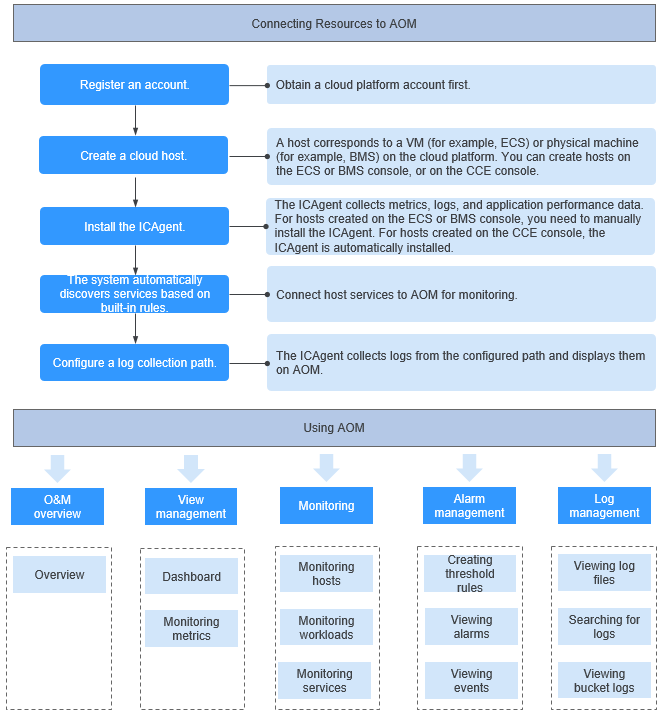 Connecting Resources to AOM
Register an account.
Obtain a cloud platform account first.
Create a cloud host.
A host corresponds to a VM (for example, ECS) or physical machine
(for example, BMS) on the cloud platform. You can create hosts on
the ECS or BMS console, or on the CCE console.
Install the ICAgent.
The ICAgent collects metrics, logs, and application performance data.
For hosts created on the ECS or BMS console, you need to manually
install the ICAgent. For hosts created on the CCE console, the
ICAgent is automatically installed.
The system automatically
discovers services based on
built-in rules.
Connect host services to AOM for monitoring.
Configure a log collection path.
The ICAgent collects logs from the configured path and displays them
on AOM.
Using AOM
O&M
overview
View
management
Monitoring
Alarm
management
Log
management
Overview
Dashboard
Monitoring
metrics
Monitoring
hosts
Monitoring
workloads
Monitoring
services
Creating
threshold
rules
Viewing
alarms
Viewing
events
Viewing log
files
Searching for
logs
Viewing
bucket logs